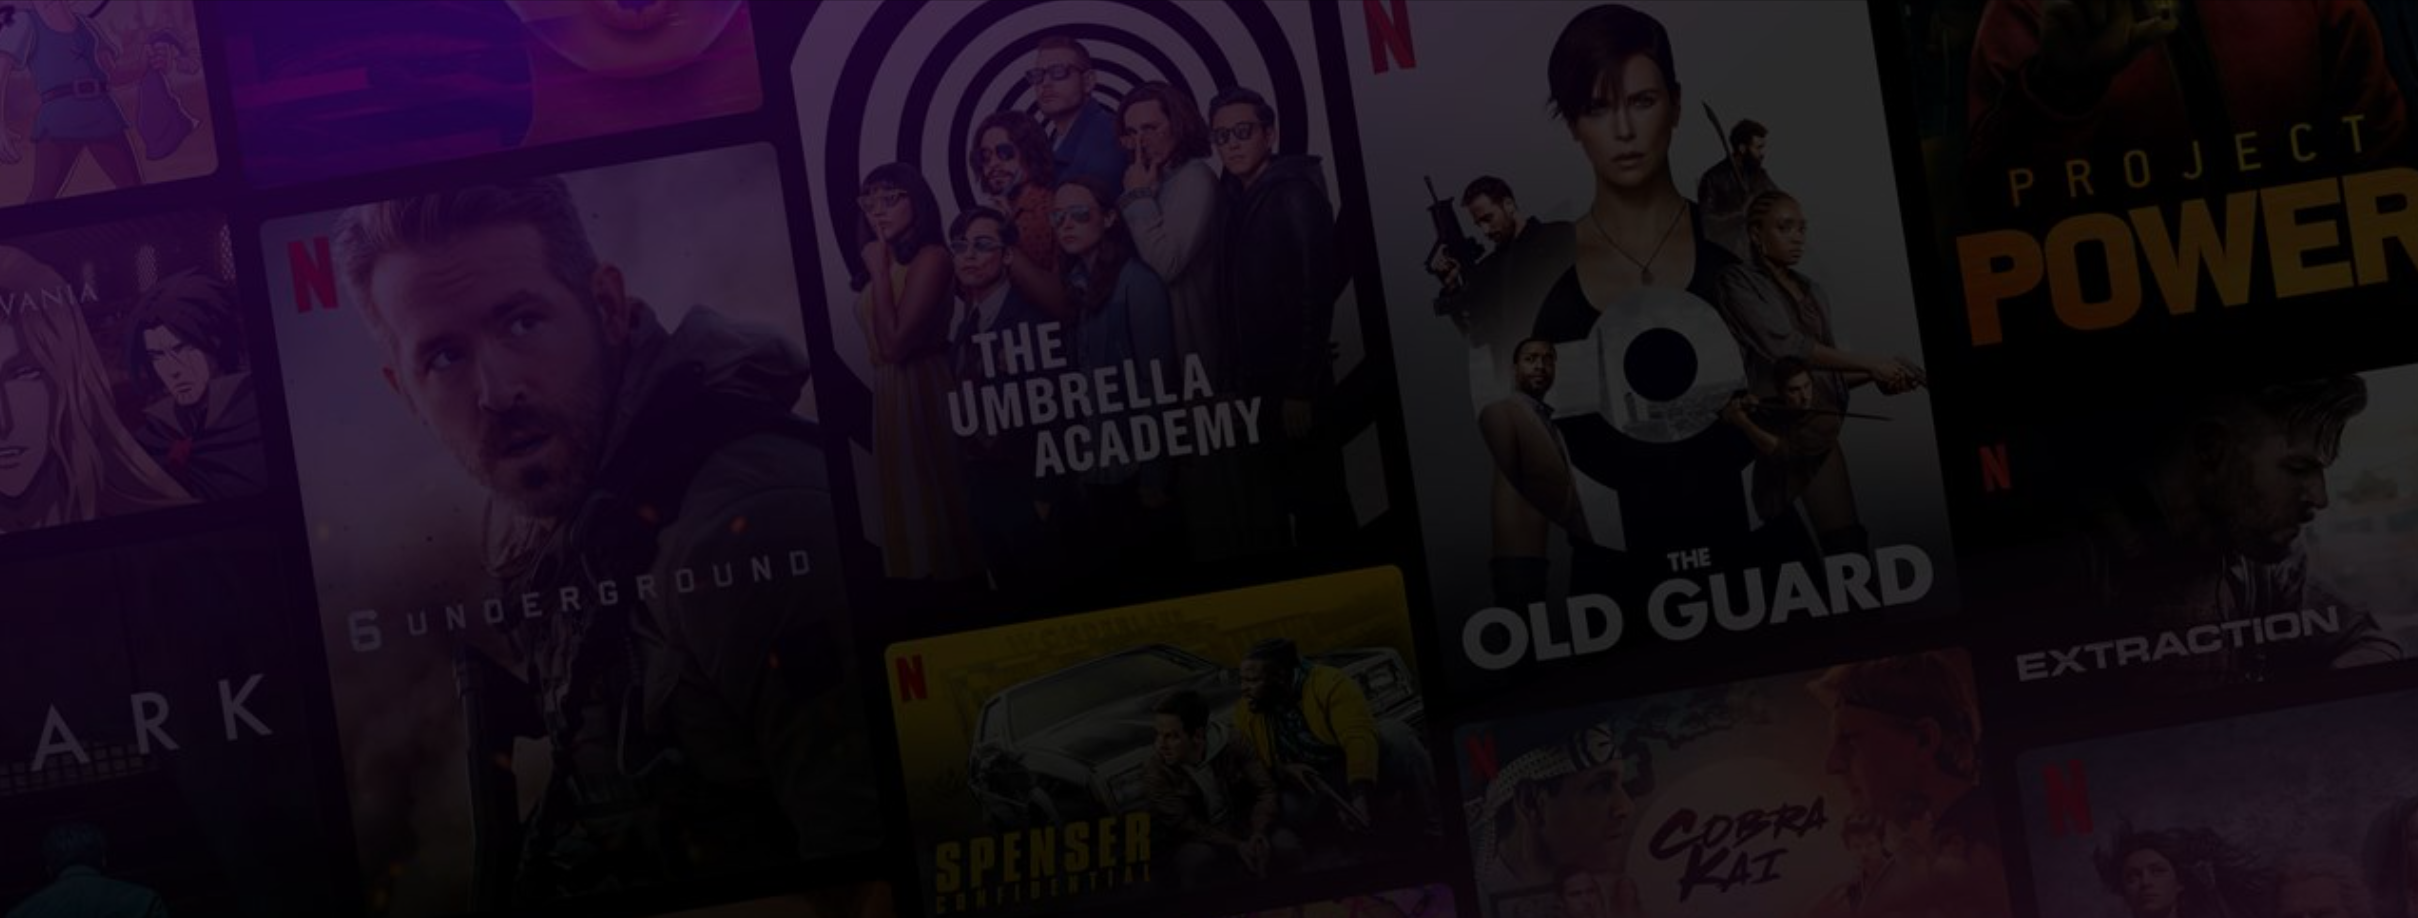 N
N
PROJECT
POWER
VANIA
N
THE
UMBRELLA
ACADEMY
N
6 UNDERGROUND
THE
OLD GUARD
EXTRACTION
N
ARK
N
N
SPENSER
CONFIDENTIAL
COBRA
KAI